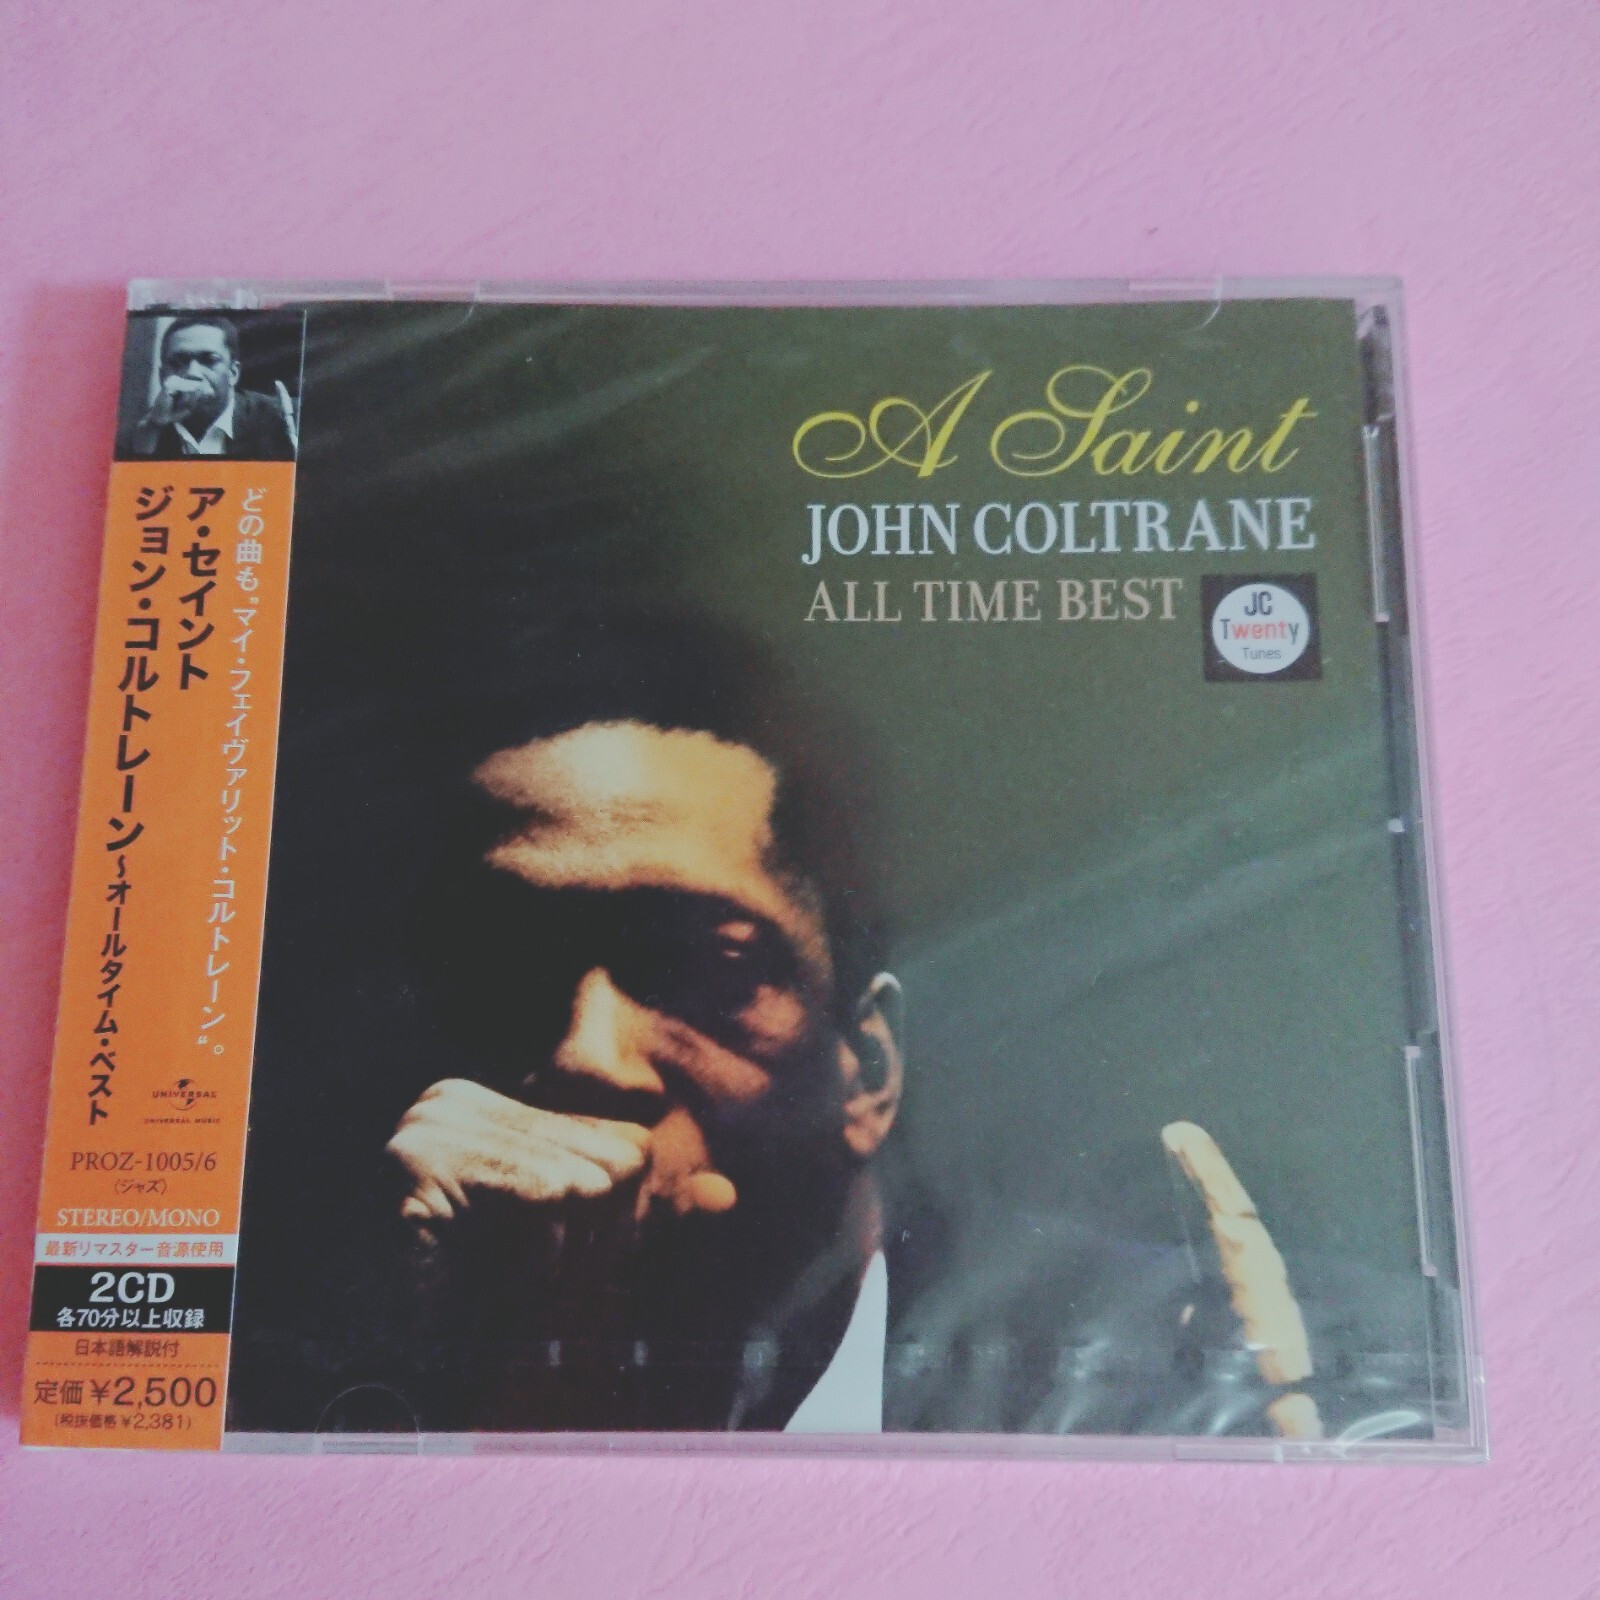 A Saint
JOHN COLTRANE
ALL TIME BEST
JC
Twenty
Tunes
どの曲も"マイ・フェイヴァリット・コルトレーン"。
ア・セイント
ジョン・コルトレーン～オールタイム・ベスト
UNIVERSAL
UNIVERSAL MUSIC
PROZ-1005/6
(ジャズ)
STEREO/MONO
最新リマスター音源使用
2CD
各70分以上収録
日本語解説付
定価¥2,500
(税抜価格¥2,381)